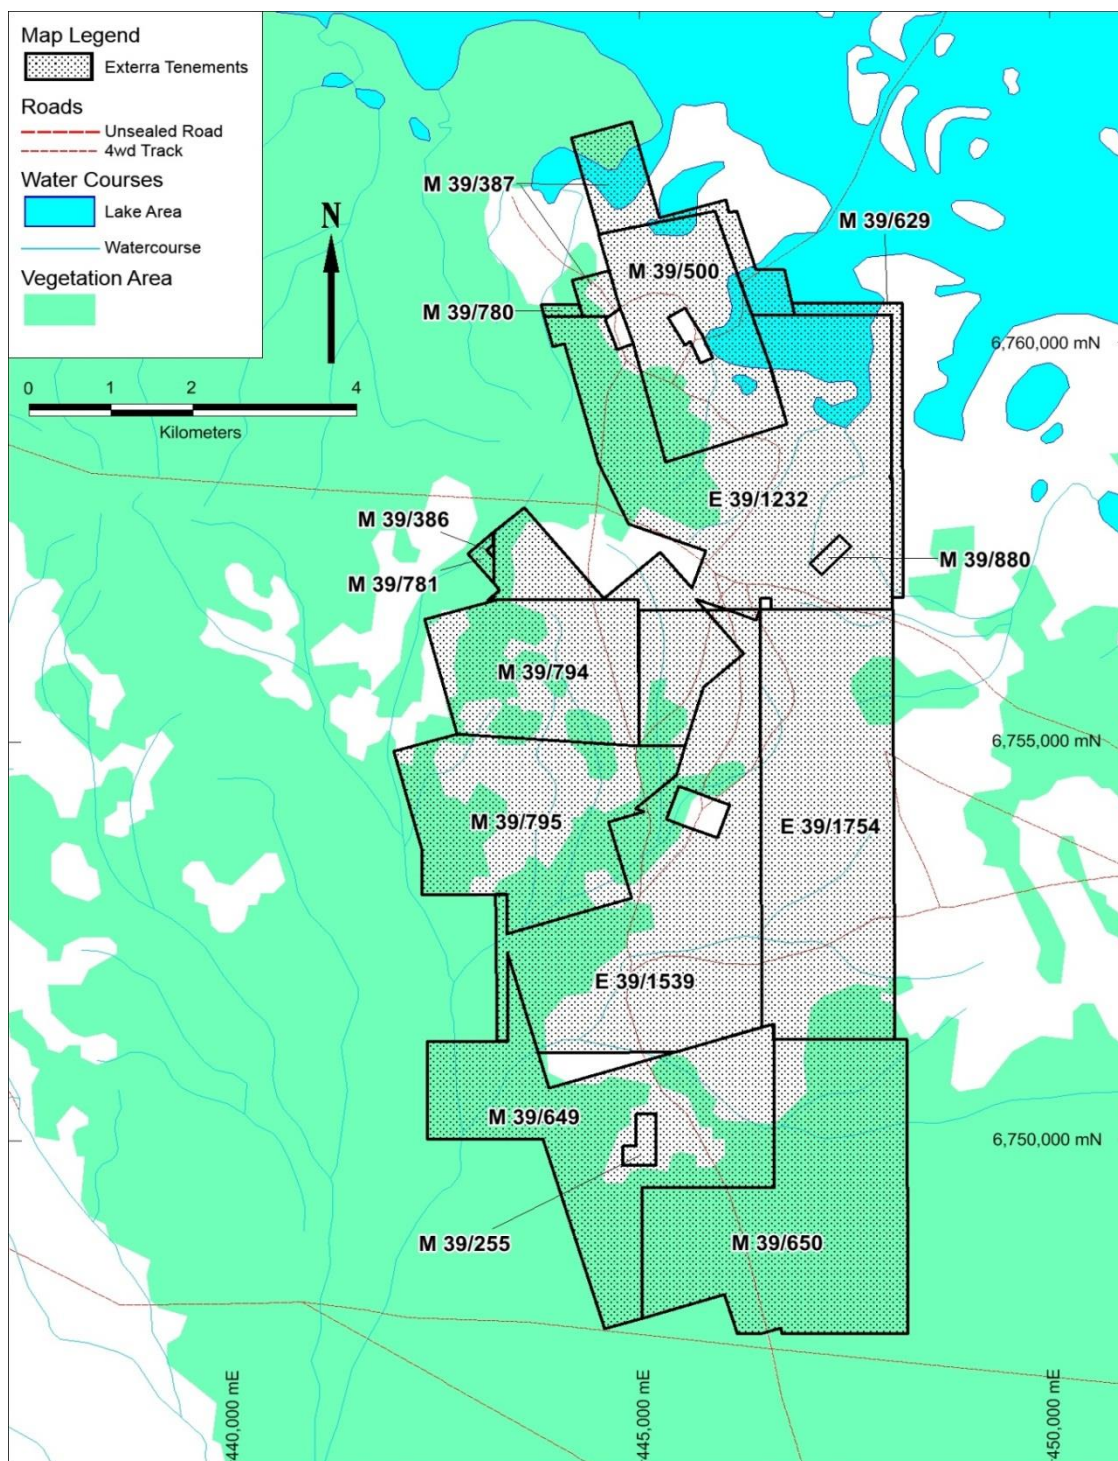 Map Legend
Exterra Tenements
Roads
Unsealed Road
4wd Track
Water Courses
Lake Area
Watercourse
Vegetation Area
N
0 1 2 4
Kilometers
M 39/387
M 39/629
M 39/500
M 39/780
6,760,000 mN
E 39/1232
M 39/386
M 39/880
M 39/781
M 39/794
6,755,000 mN
M 39/795
E 39/1754
E 39/1539
M 39/649
6,750,000 mN
M 39/255
M 39/650
440,000 mE
445,000 mE
450,000 mE